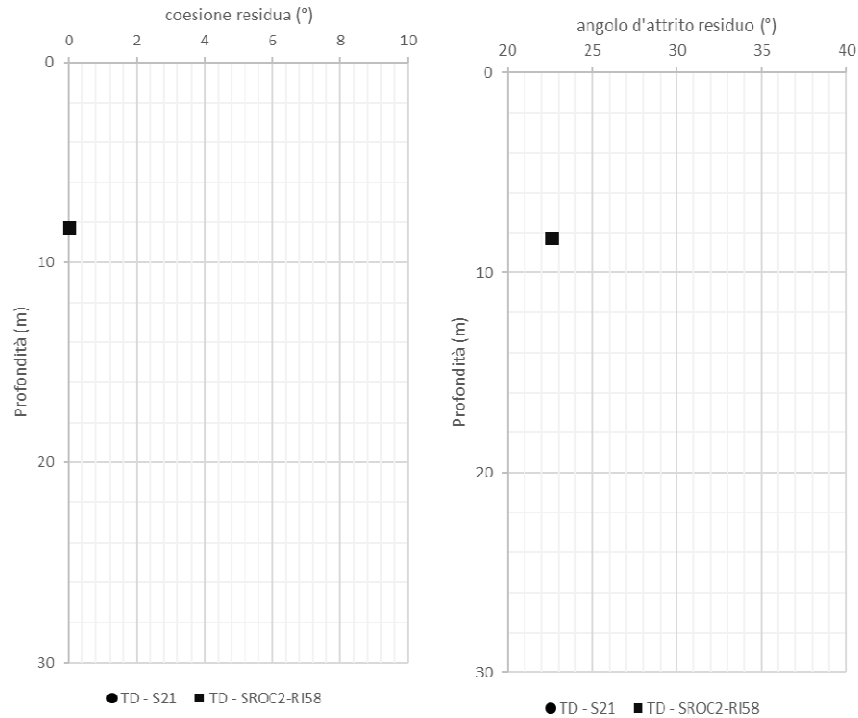 coesione residua (°)
0 2 4 6 8 10
0
10
20
30
Profondità (m)
TD - S21 TD - SROC2-RI58
angolo d'attrito residuo (°)
20 25 30 35 40
0
10
20
30
Profondità (m)
TD - S21 TD - SROC2-RI58